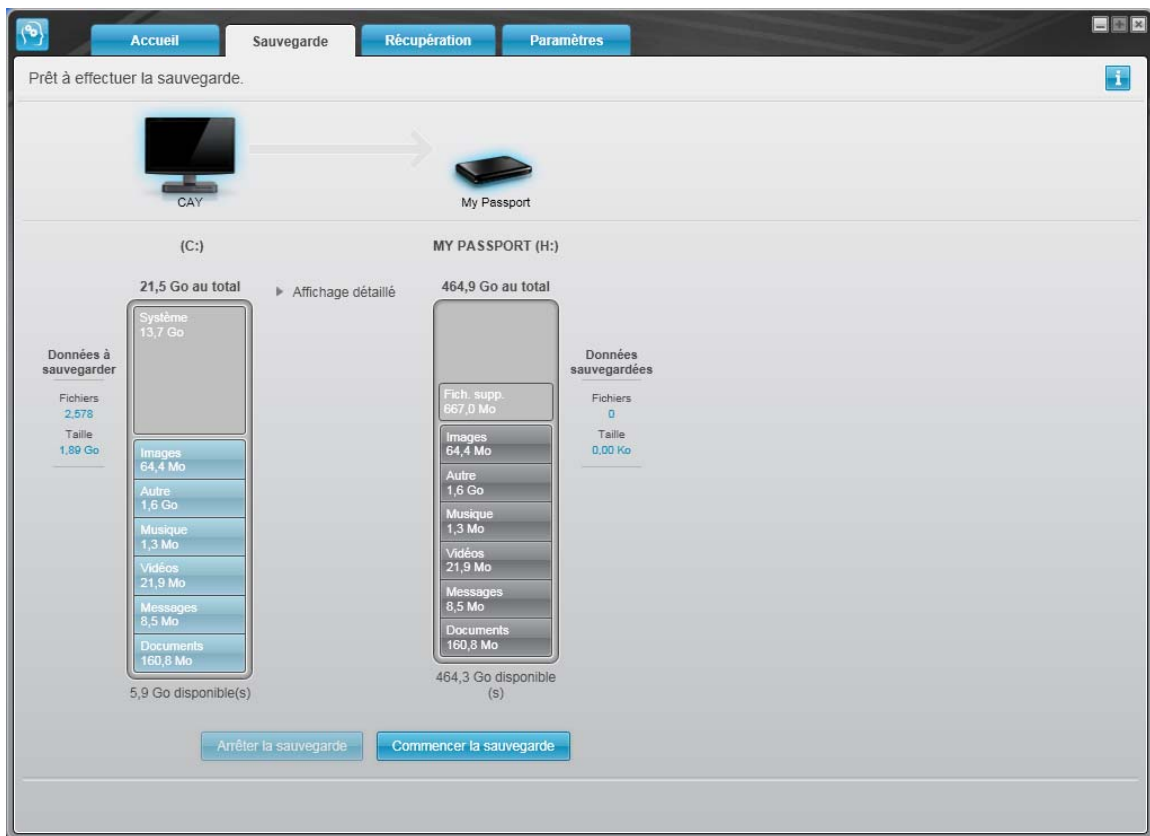 Accueil
Sauvegarde
Récupération
Paramètres
Prêt à effectuer la sauvegarde.
i
CAY
My Passport
(C:)
MY PASSPORT (H:)
21,5 Go au total
Affichage détaillé
464,9 Go au total
Données à
sauvegarder
Fichiers
2,578
Taille
1,89 Go
Système
13,7 Go
Images
64,4 Mo
Autre
1,6 Go
Musique
1,3 Mo
Vidéos
21,9 Mo
Messages
8,5 Mo
Documents
160,8 Mo
5,9 Go disponible(s)
Fich. supp.
667,0 Mo
Images
64,4 Mo
Autre
1,6 Go
Musique
1,3 Mo
Vidéos
21,9 Mo
Messages
8,5 Mo
Documents
160,8 Mo
464,3 Go disponible
(s)
Données
sauvegardées
Fichiers
0
Taille
0,00 Ko
Arrêter la sauvegarde
Commencer la sauvegarde